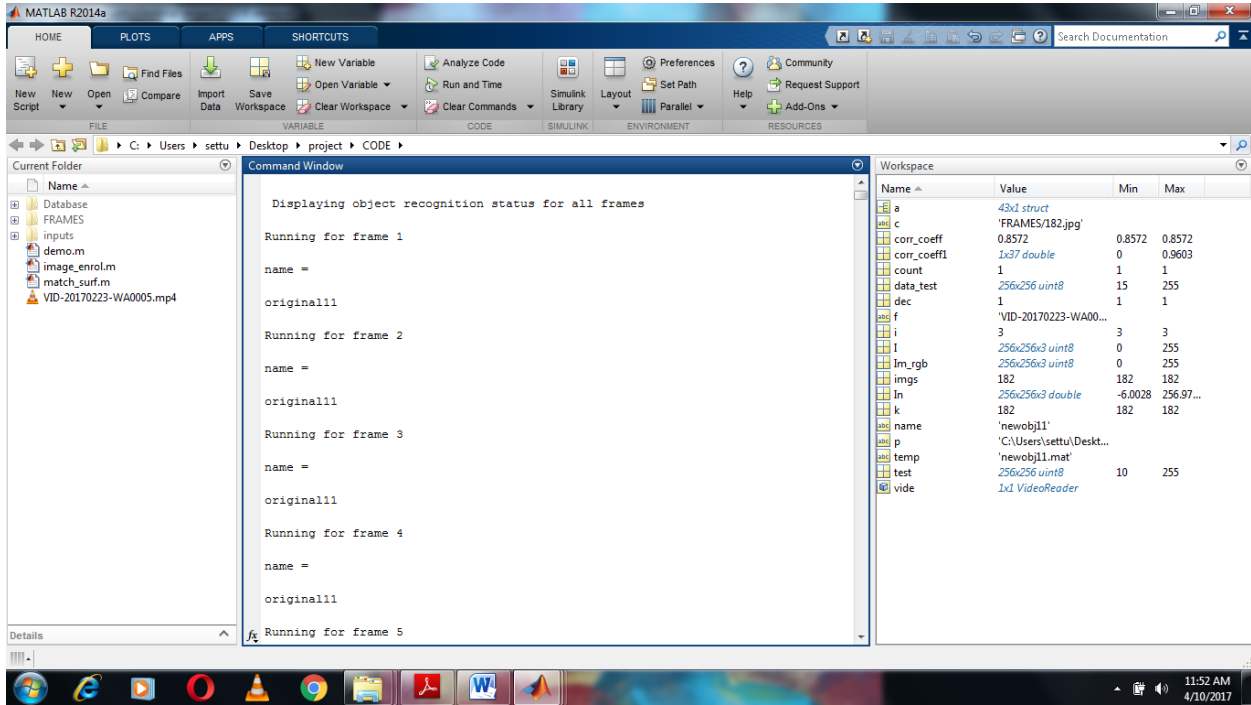 MATLAB R2014a
HOME PLOTS APPS SHORTCUTS Search Documentation
New Script New Open Find Files Compare Import Data Save Workspace New Variable Open Variable Clear Workspace Analyze Code Run and Time Clear Commands Simulink Library Layout Preferences Set Path Parallel Help Community Request Support Add-Ons
FILE VARIABLE CODE SIMULINK ENVIRONMENT RESOURCES
C: Users settu Desktop project CODE
Current Folder
Name
Database
FRAMES
inputs
demo.m
image_enrol.m
match_surf.m
VID-20170223-WA0005.mp4
Details
Command Window
Displaying object recognition status for all frames
Running for frame 1
name =
original11
Running for frame 2
name =
original11
Running for frame 3
name =
original11
Running for frame 4
name =
original11
fx Running for frame 5
Workspace
Name Value Min Max
a 43x1 struct
abc c 'FRAMES/182.jpg'
corr_coeff 0.8572 0.8572 0.8572
corr_coeff1 1x37 double 0 0.9603
count 1 1 1
data_test 256x256 uint8 15 255
dec 1 1 1
abc f 'VID-20170223-WA00...
i 3 3 3
I 256x256x3 uint8 0 255
Im_rgb 256x256x3 uint8 0 255
imgs 182 182 182
In 256x256x3 double -6.0028 256.97...
k 182 182 182
abc name 'newobj11'
abc p 'C:\Users\settu\Deskt...
abc temp 'newobj11.mat'
test 256x256 uint8 10 255
vide 1x1 VideoReader
11:52 AM
4/10/2017